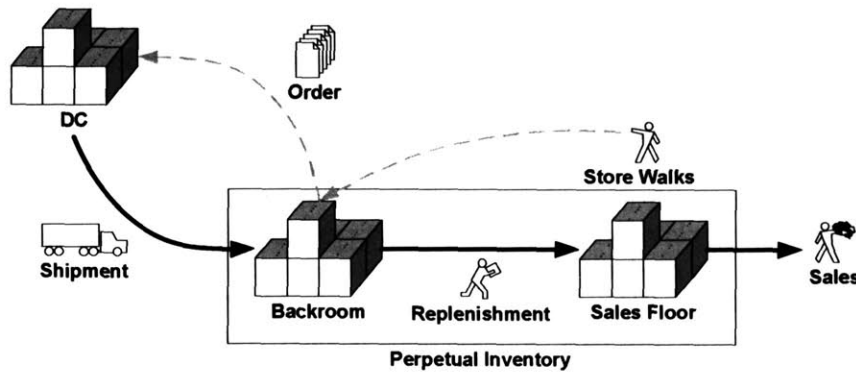 Order
DC
Store Walks
Shipment
Backroom
Replenishment
Sales Floor
Sales
Perpetual Inventory